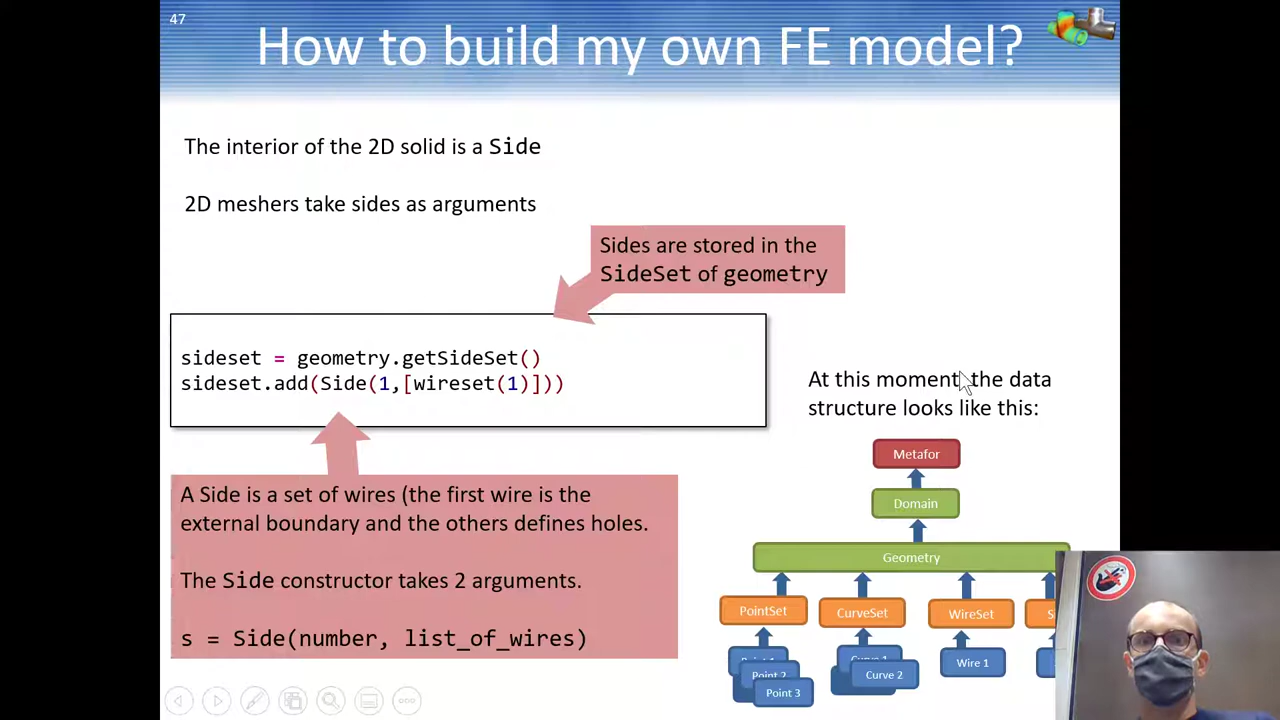 47
How to build my own FE model?
The interior of the 2D solid is a Side
2D meshers take sides as arguments
Sides are stored in the
SideSet of geometry
sideset = geometry.getSideSet()
sideset.add(Side(1,[wireset(1)]))
At this moment, the data
structure looks like this:
A Side is a set of wires (the first wire is the
external boundary and the others defines holes.
The Side constructor takes 2 arguments.
s = Side(number, list_of_wires)
Metafor
Domain
Geometry
PointSet
CurveSet
WireSet
Point 1
Point 2
Point 3
Curve 1
Curve 2
Wire 1